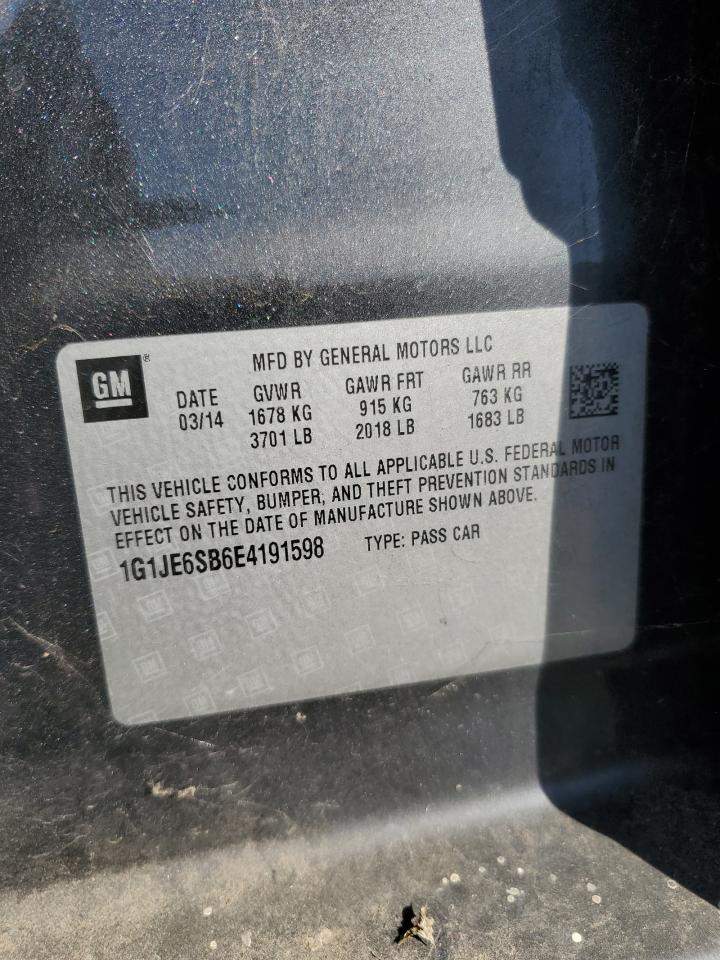 GM ®
MFD BY GENERAL MOTORS LLC
DATE GVWR GAWR FRT GAWR RR
03/14 1678 KG 915 KG 763 KG
3701 LB 2018 LB 1683 LB
THIS VEHICLE CONFORMS TO ALL APPLICABLE U.S. FEDERAL MOTOR
VEHICLE SAFETY, BUMPER, AND THEFT PREVENTION STANDARDS IN
EFFECT ON THE DATE OF MANUFACTURE SHOWN ABOVE.
1G1JE6SB6E4191598 TYPE: PASS CAR